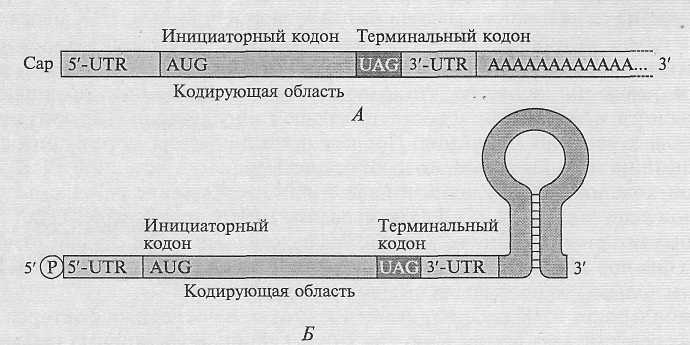 Инициаторный кодон Терминальный кодон
Cap 5′-UTR AUG UAG 3′-UTR AAAAAAAAAAAA... 3′
Кодирующая область
А
Инициаторный кодон
Терминальный кодон
5′ P 5′-UTR AUG UAG 3′-UTR 3′
Кодирующая область
Б